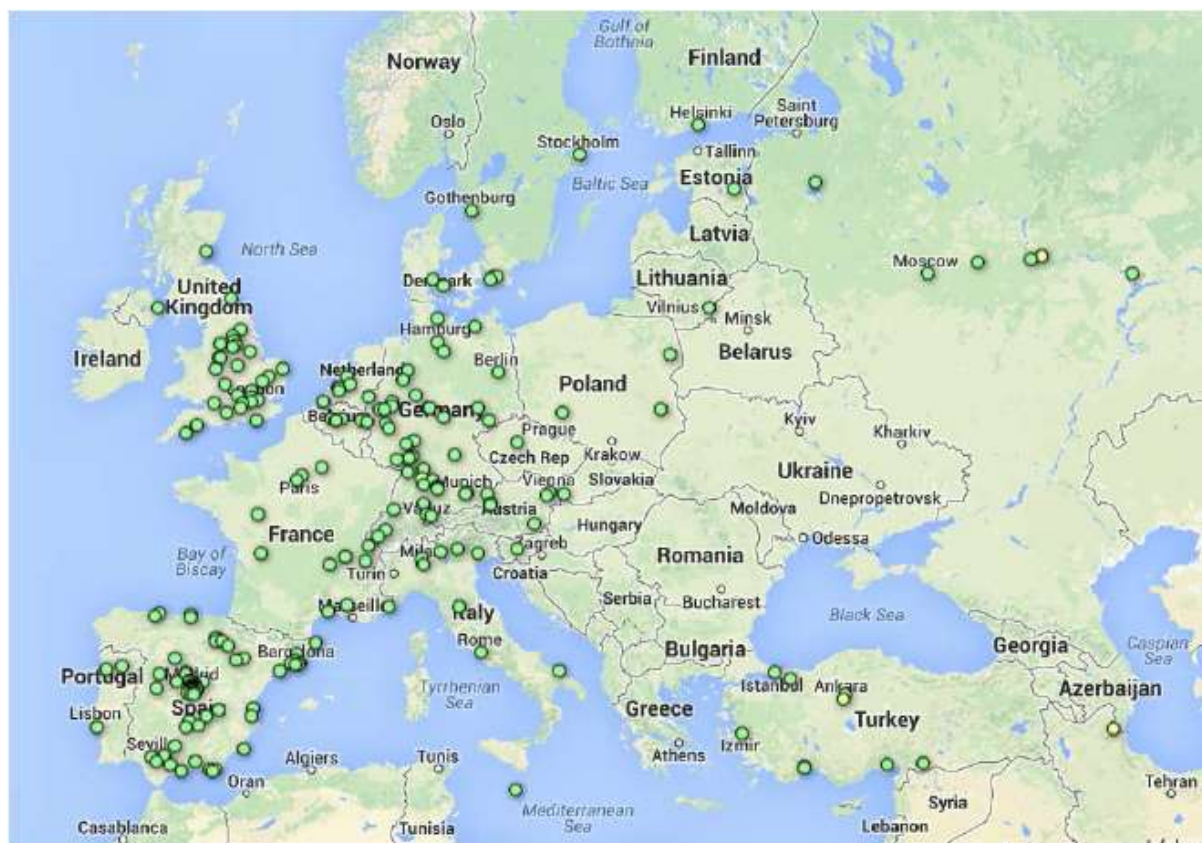 Gulf of
Bothnia
Norway
Finland
Helsinki
Saint
Petersburg
Oslo
Stockholm
Tallinn
Baltic Sea
Estonia
Gothenburg
North Sea
Latvia
Moscow
United
Kingdom
Denmark
Lithuania
Vilnius
Minsk
Hamburg
Ireland
Belarus
Berlin
Netherland
Poland
Germany
Prague
Kyiv
Kharkiv
Krakow
Czech Rep
Ukraine
Slovakia
Paris
Munich
Vienna
Dnepropetrovsk
Vaduz
Austria
Moldova
France
Hungary
Odessa
Zagreb
Bay of
Biscay
Milan
Romania
Turin
Croatia
Serbia
Bucharest
Marseille
Italy
Black Sea
Rome
Bulgaria
Georgia
Caspian
Sea
Barcelona
Portugal
Madrid
Istanbul
Ankara
Azerbaijan
Tyrrhenian
Sea
Lisbon
Spain
Greece
Turkey
Athens
Izmir
Seville
Algiers
Tunis
Oran
Tehran
Mediterranean
Sea
Syria
Casablanca
Tunisia
Lebanon